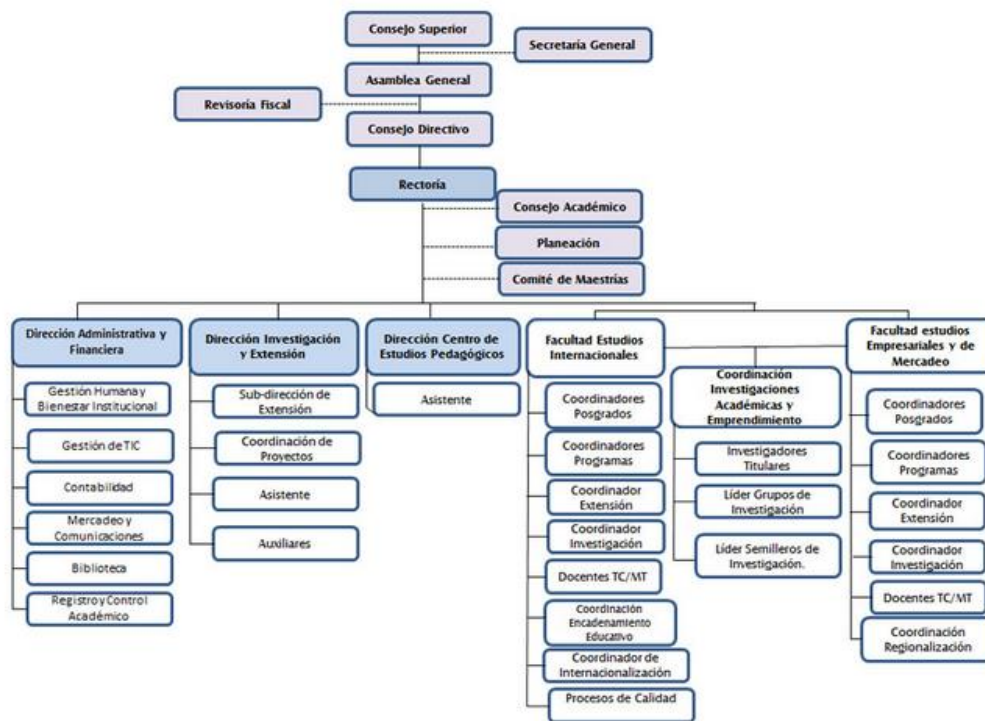 Consejo Superior
Secretaría General
Asamblea General
Revisoría Fiscal
Consejo Directivo
Rectoría
Consejo Académico
Planeación
Comité de Maestrías
Dirección Administrativa y
Financiera
Gestión Humana y
Bienestar Institucional
Gestión de TIC
Contabilidad
Mercadeo y
Comunicaciones
Biblioteca
Registro y Control
Académico
Dirección Investigación
y Extensión
Sub-dirección de
Extensión
Coordinación de
Proyectos
Asistente
Auxiliares
Dirección Centro de
Estudios Pedagógicos
Asistente
Facultad Estudios
Internacionales
Coordinadores
Posgrados
Coordinadores
Programas
Coordinador
Extensión
Coordinador
Investigación
Docentes TC/MT
Coordinación
Encadenamiento
Educativo
Coordinador de
Internacionalización
Procesos de Calidad
Coordinación
Investigaciones
Académicas y
Emprendimiento
Investigadores
Titulares
Líder Grupos de
Investigación
Líder Semilleros de
Investigación.
Facultad estudios
Empresariales y de
Mercadeo
Coordinadores
Posgrados
Coordinadores
Programas
Coordinador
Extensión
Coordinador
Investigación
Docentes TC/MT
Coordinación
Regionalización